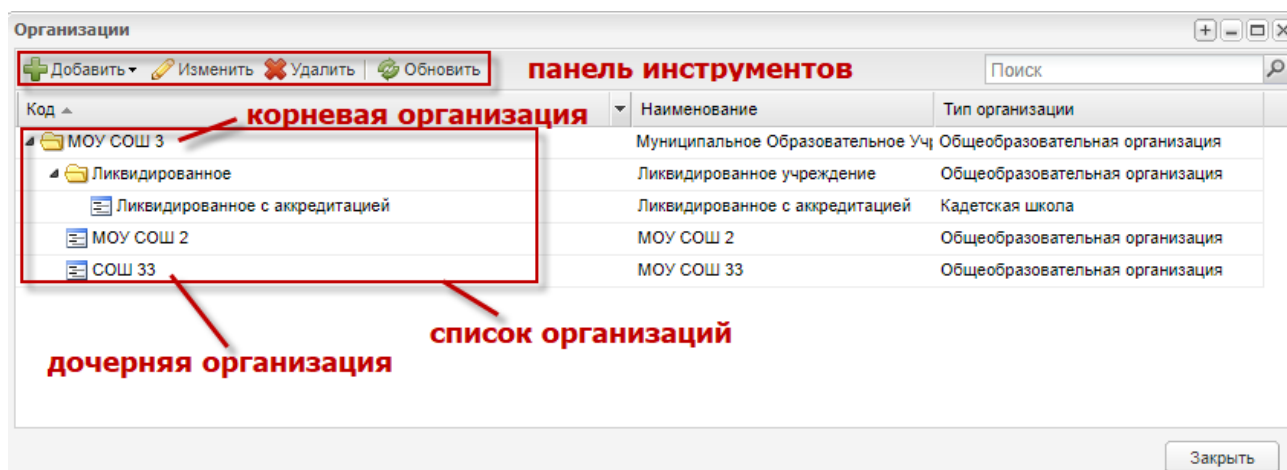 Организации
Добавить Изменить Удалить Обновить панель инструментов Поиск
Код Наименование Тип организации
корневая организация
МОУ СОШ 3 Муниципальное Образовательное Уч Общеобразовательная организация
Ликвидированное Ликвидированное учреждение Общеобразовательная организация
Ликвидированное с аккредитацией Ликвидированное с аккредитацией Кадетская школа
МОУ СОШ 2 МОУ СОШ 2 Общеобразовательная организация
СОШ 33 МОУ СОШ 33 Общеобразовательная организация
список организаций
дочерняя организация
Закрыть